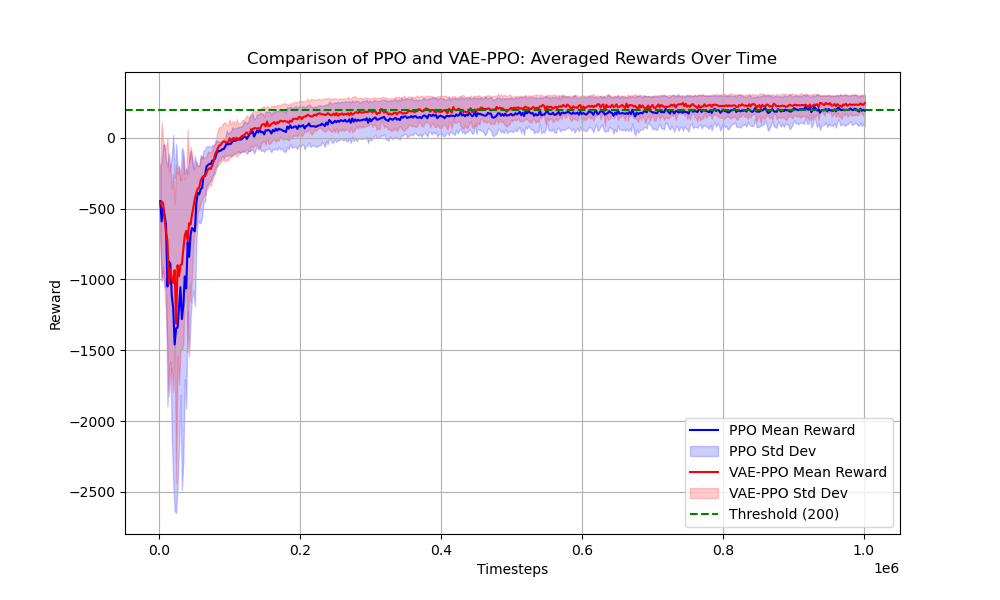 Comparison of PPO and VAE-PPO: Averaged Rewards Over Time
Reward
0
−500
−1000
−1500
−2000
−2500
0.0 0.2 0.4 0.6 0.8 1.0
1e6
Timesteps
PPO Mean Reward
PPO Std Dev
VAE-PPO Mean Reward
VAE-PPO Std Dev
Threshold (200)